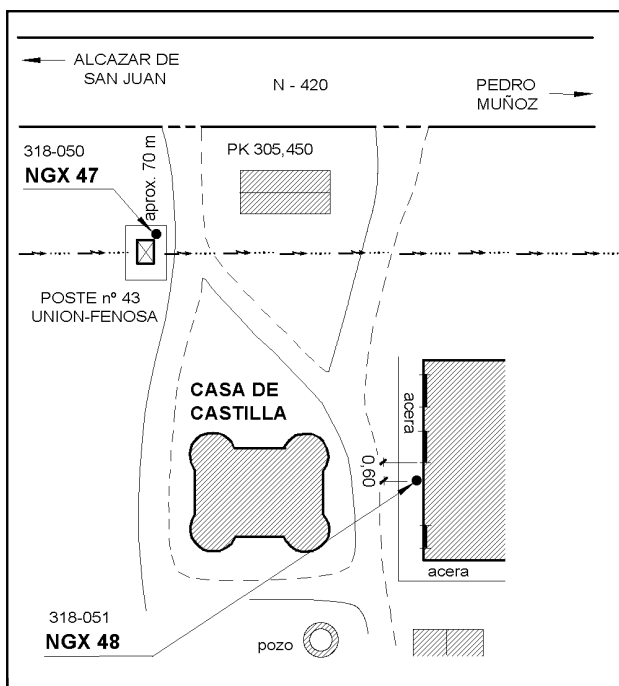 ALCAZAR DE
SAN JUAN
N - 420
PEDRO
MUÑOZ
318-050
NGX 47
aprox. 70 m
PK 305,450
POSTE nº 43
UNION-FENOSA
CASA DE
CASTILLA
acera
0,60
acera
318-051
NGX 48
pozo